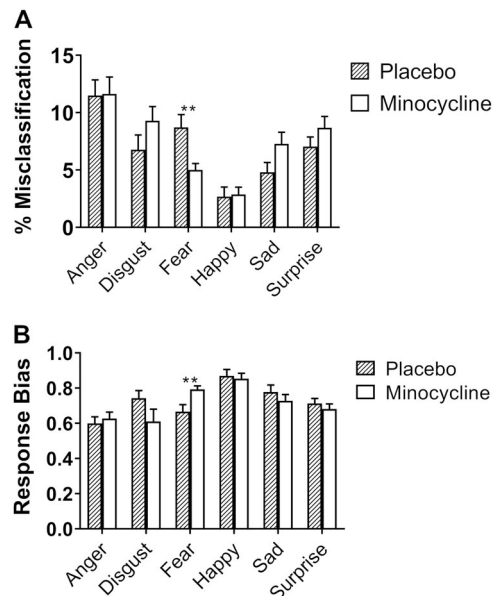 A
% Misclassification
15
10
5
0
**
Placebo
Minocycline
Anger
Disgust
Fear
Happy
Sad
Surprise
B
Response Bias
1.0
0.8
0.6
0.4
0.2
0.0
**
Placebo
Minocycline
Anger
Disgust
Fear
Happy
Sad
Surprise